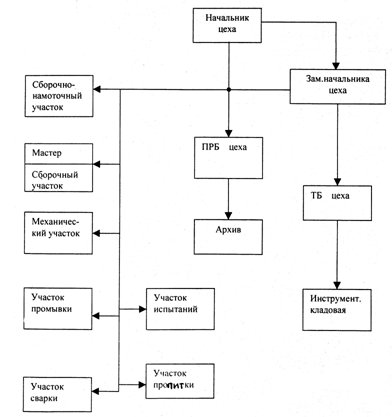 Начальник
цеха
Зам.начальника
цеха
Сборочно-
намоточный
участок
ПРБ цеха
Мастер
Сборочный участок
ТБ цеха
Механичес-
кий участок
Архив
Участок
промывки
Участок
испытаний
Инструмент.
кладовая
Участок
сварки
Участок
пропитки